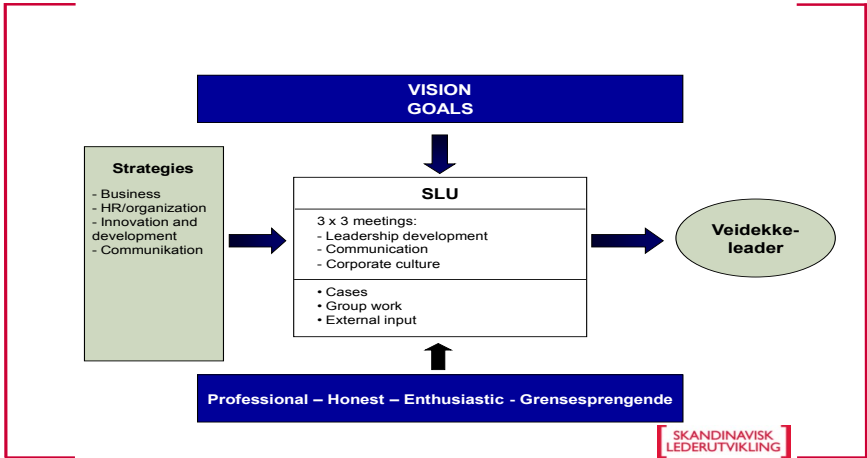 VISION
GOALS
Strategies
- Business
- HR/organization
- Innovation and
development
- Communikation
SLU
3 x 3 meetings:
- Leadership development
- Communication
- Corporate culture
• Cases
• Group work
• External input
Veidekke-
leader
Professional – Honest – Enthusiastic - Grensesprengende
SKANDINAVISK
LEDERUTVIKLING